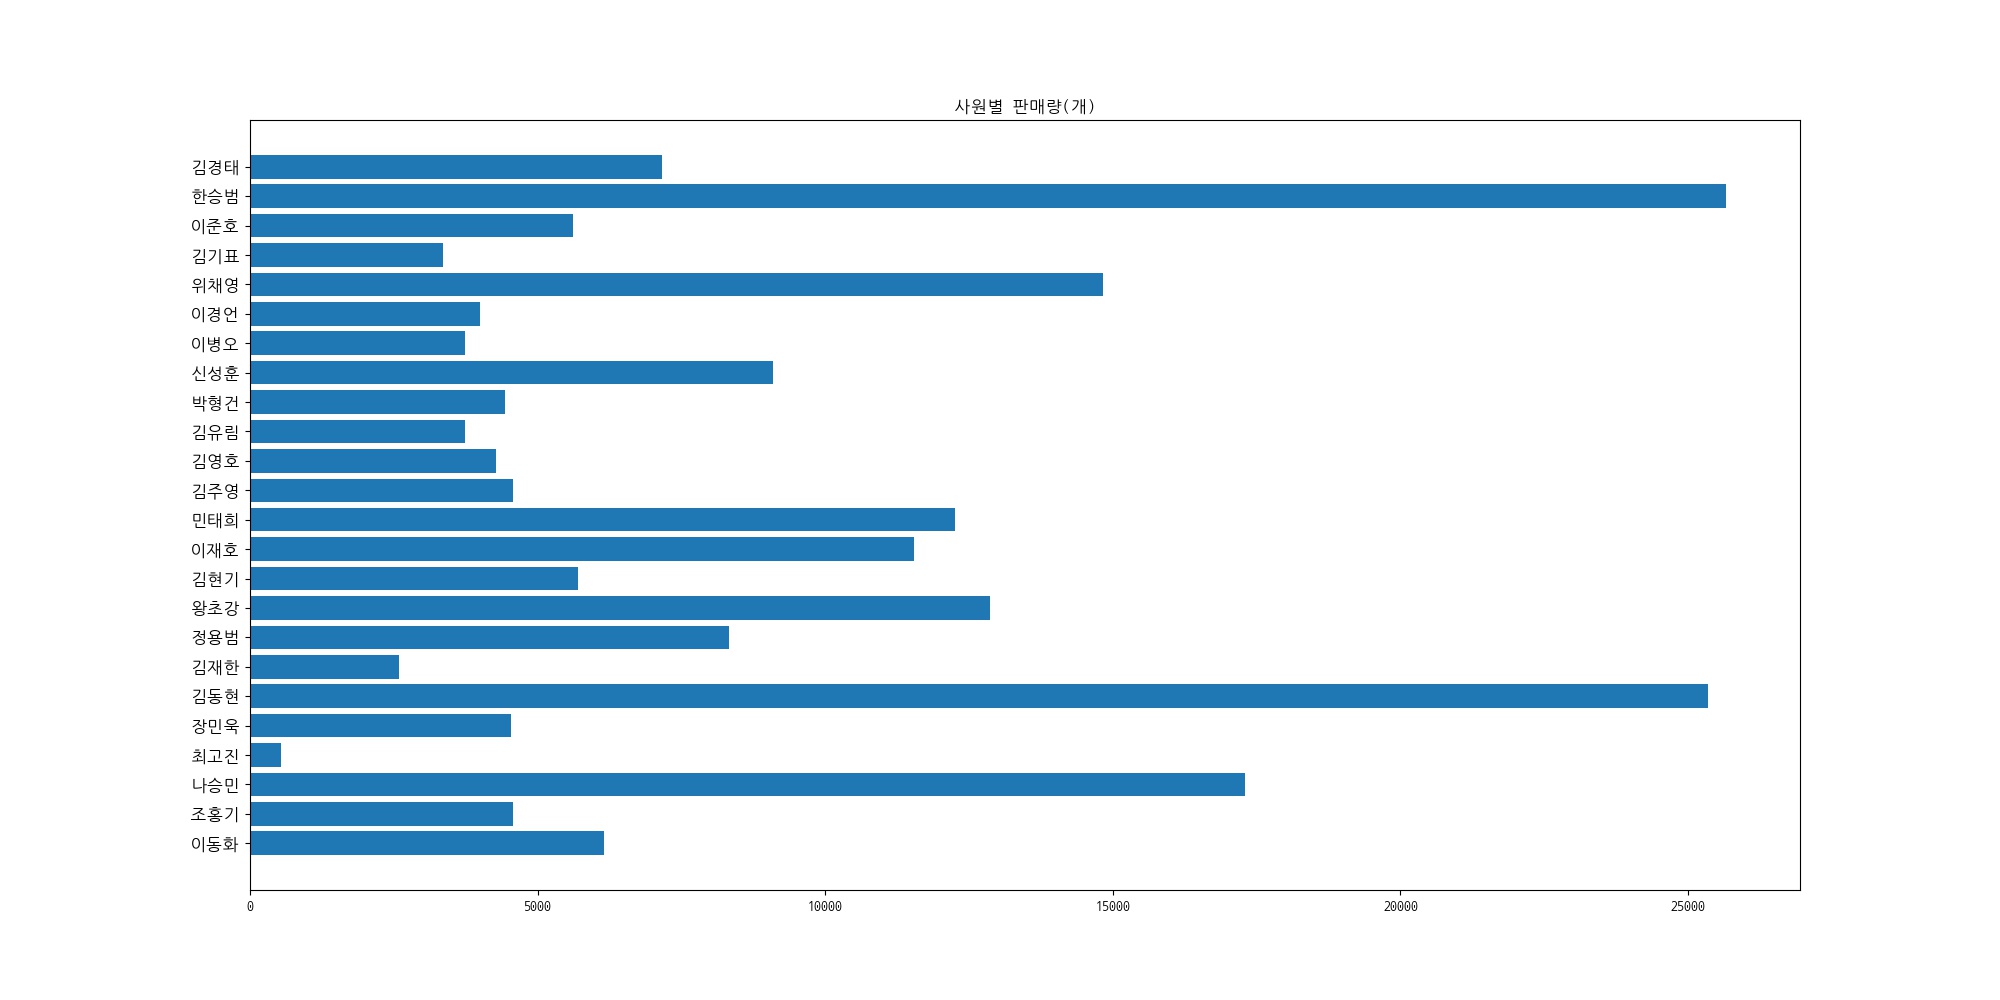 사원별 판매량(개)
김경태
한승범
이준호
김기표
위채영
이경언
이병오
신성훈
박형건
김유림
김영호
김주영
민태희
이재호
김현기
왕초강
정용범
김재한
김동현
장민욱
최고진
나승민
조홍기
이동화
0 5000 10000 15000 20000 25000